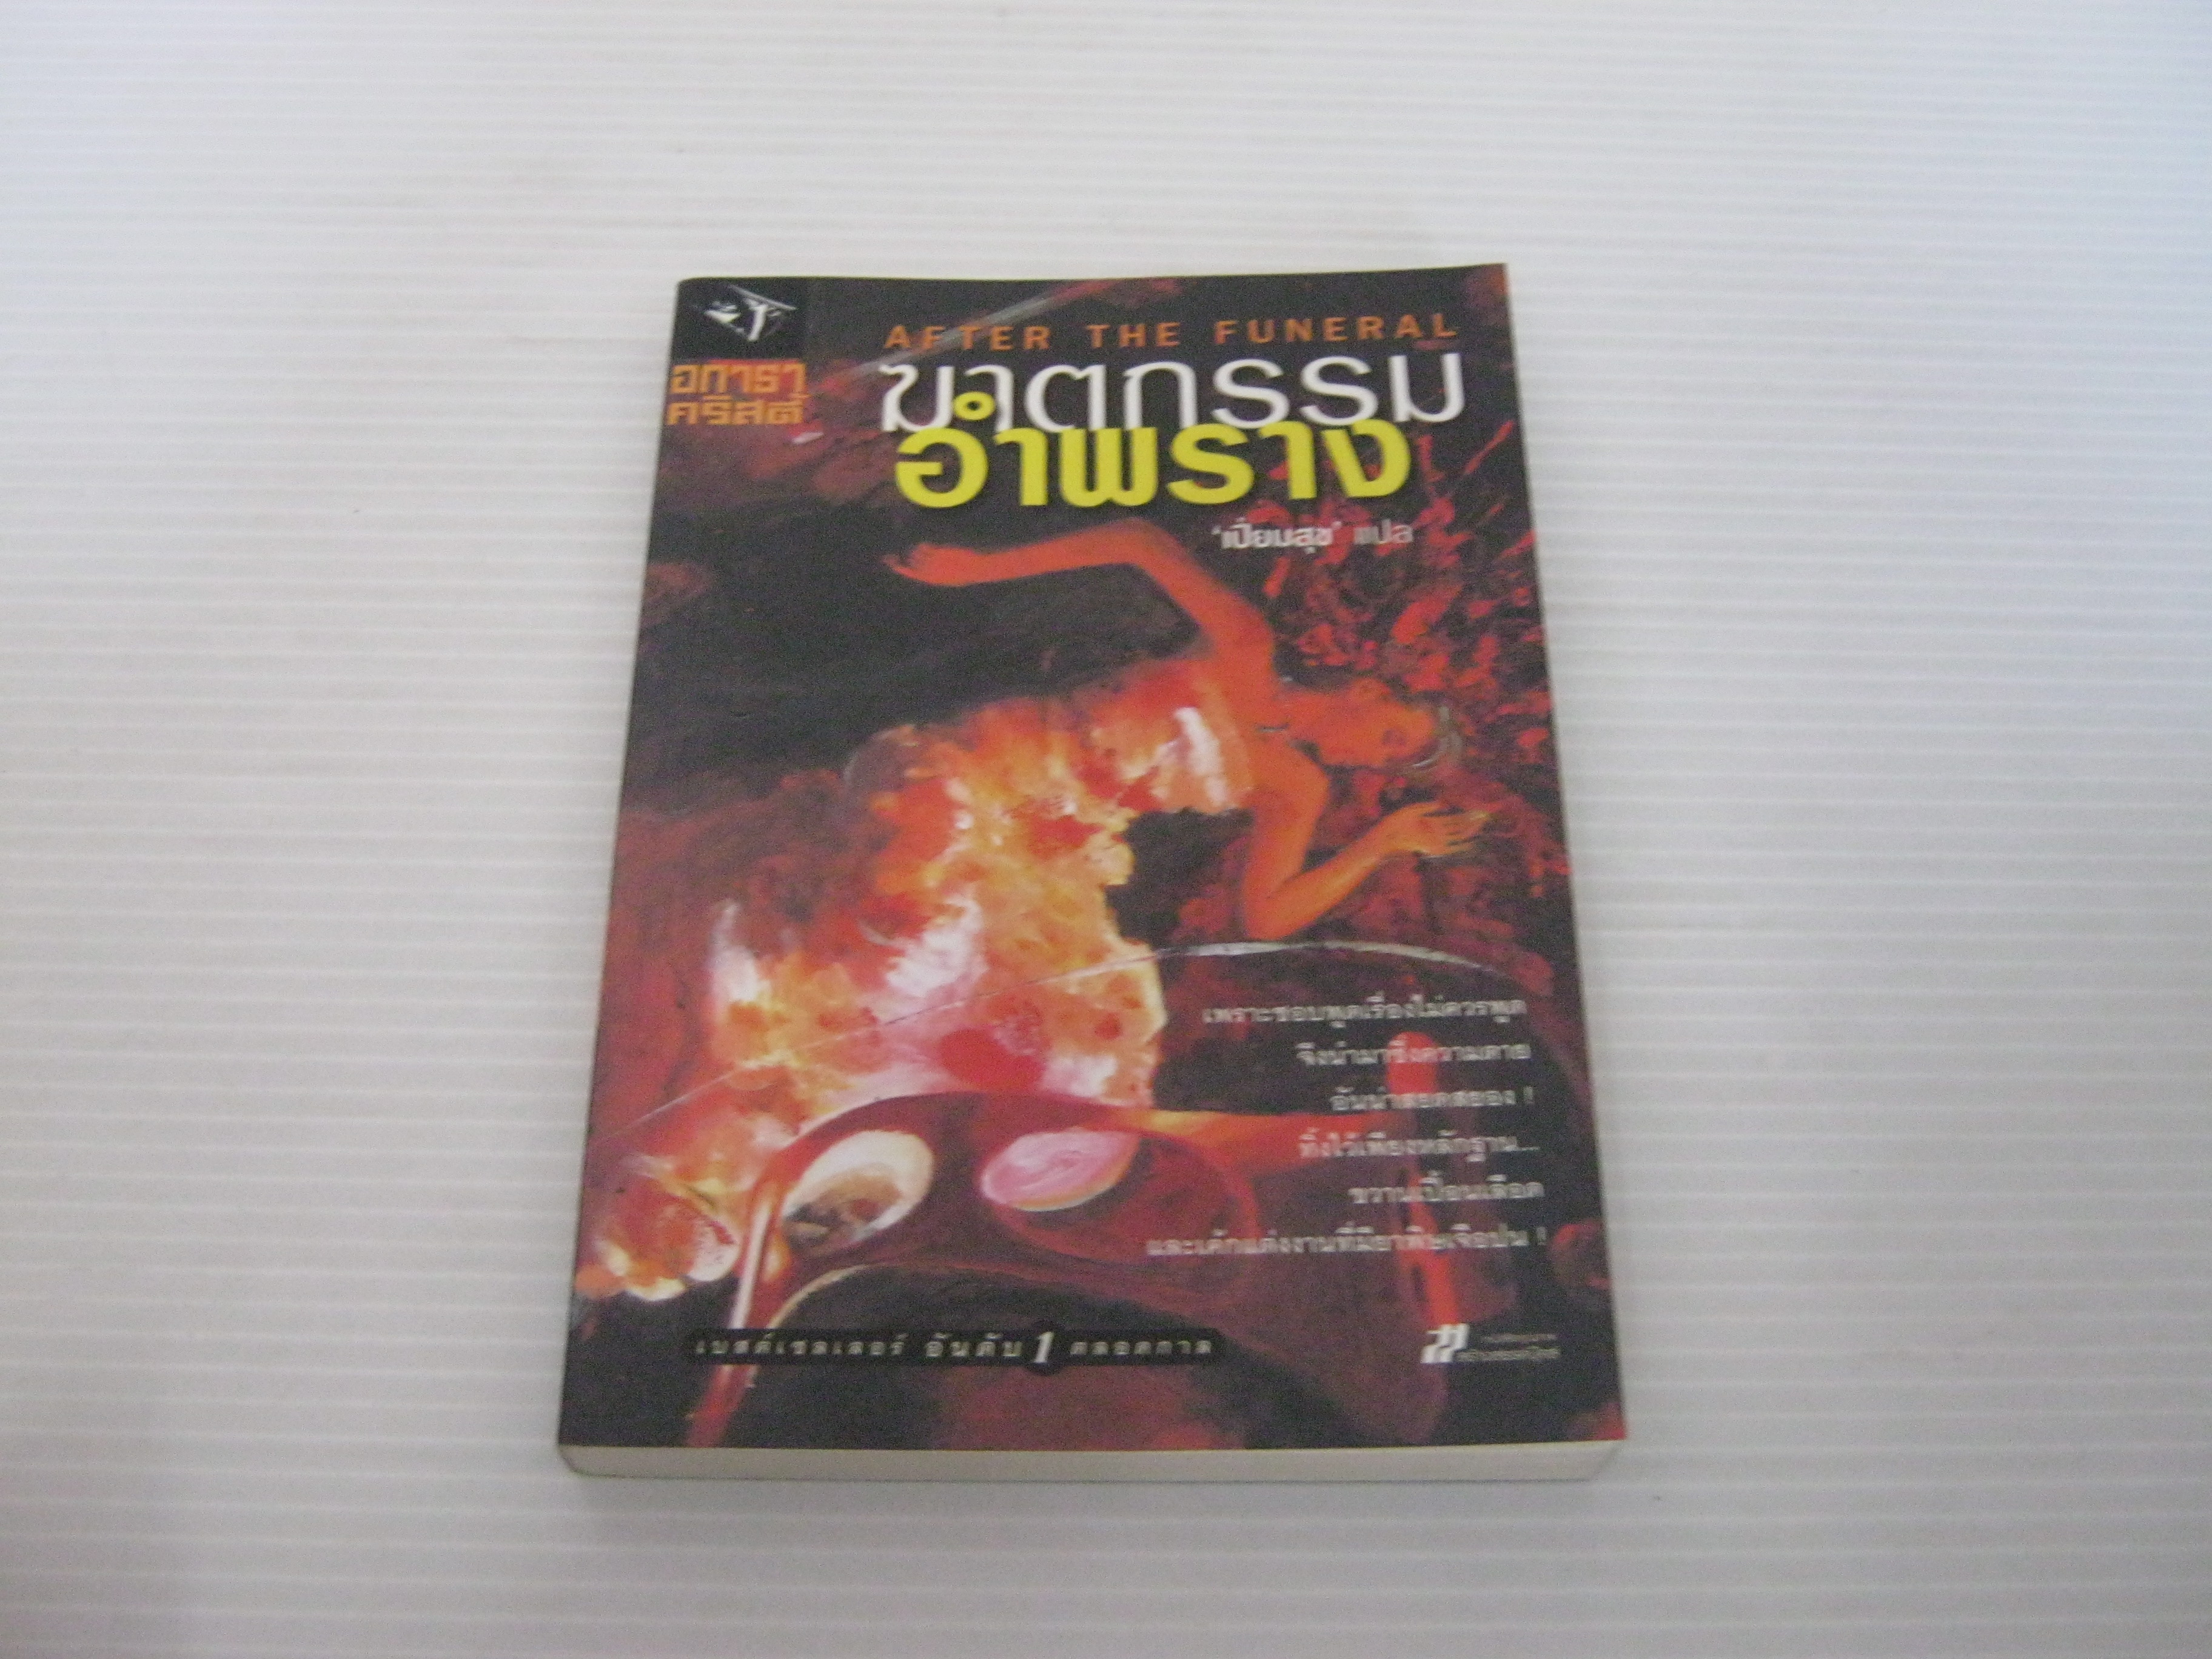 AFTER THE FUNERAL
อกาธา
คริสตี
ฆาตกรรม
อำพราง
'เปี่ยมสุข' แปล
เพราะชอบพูดเรื่องไม่ควรพูด
จึงนำมาซึ่งความตาย
อันน่าสยดสยอง !
ทิ้งไว้เพียงหลักฐาน...
ขวานเปื้อนเลือด
และเค้กแต่งงานที่มียาพิษเจือปน !
เบสต์เซลเลอร์ อันดับ 1 ตลอดกาล